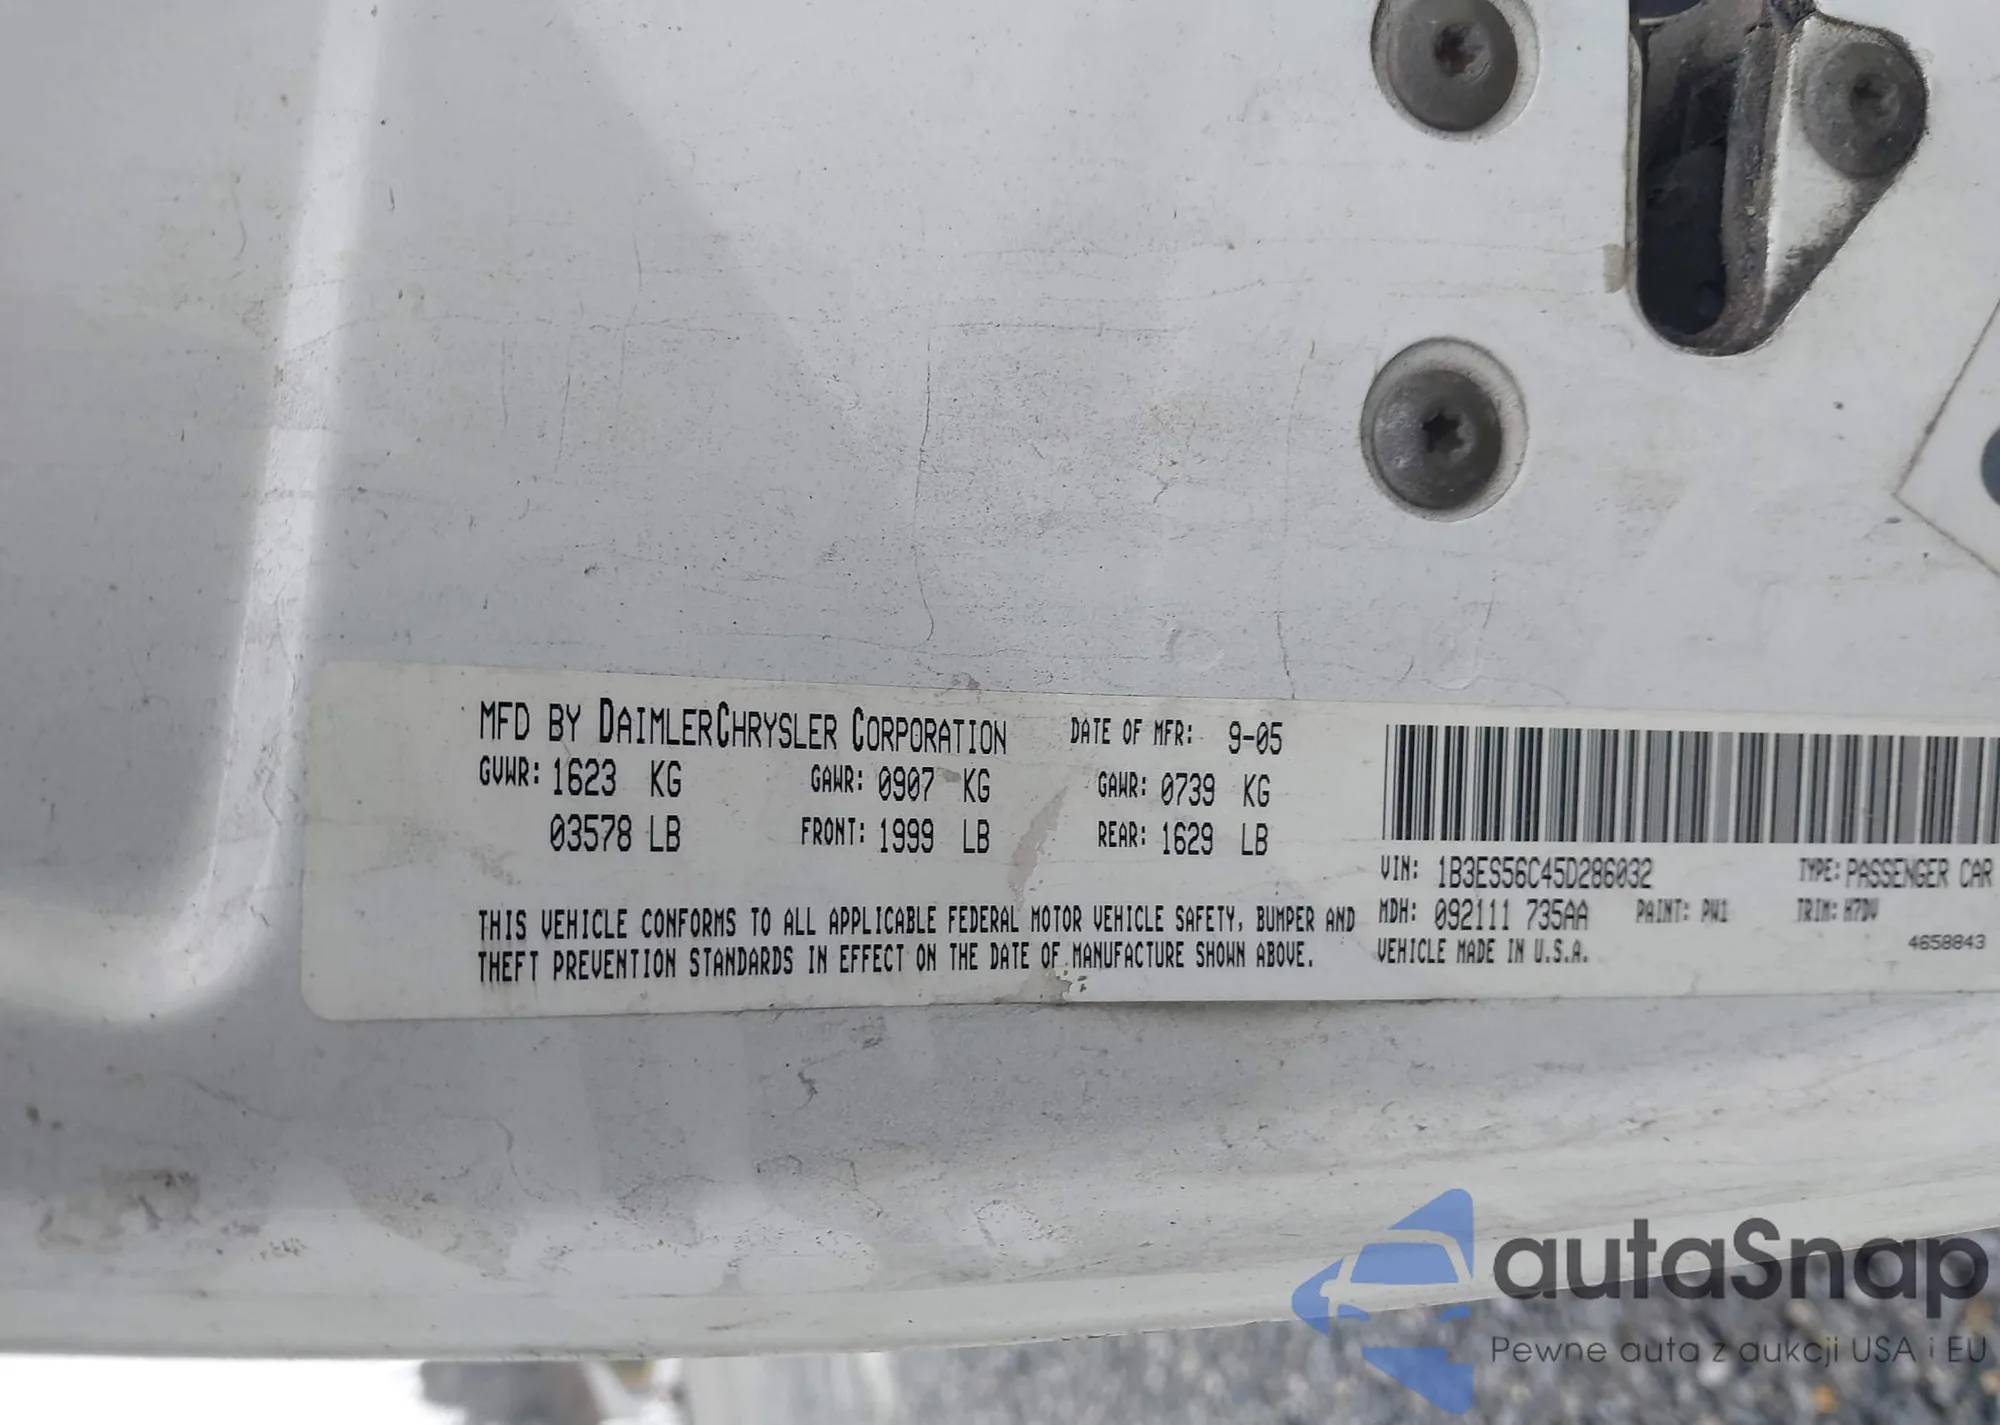 MFD BY DAIMLERCHRYSLER CORPORATION DATE OF MFR: 9-05
GVWR: 1623 KG GAWR: 0907 KG GAWR: 0739 KG
03578 LB FRONT: 1999 LB REAR: 1629 LB
VIN: 1B3ES56C45D286032 TYPE: PASSENGER CAR
THIS VEHICLE CONFORMS TO ALL APPLICABLE FEDERAL MOTOR VEHICLE SAFETY, BUMPER AND
THEFT PREVENTION STANDARDS IN EFFECT ON THE DATE OF MANUFACTURE SHOWN ABOVE.
MDH: 092111 735AA PAINT: PW1 TRIM: H7DV
VEHICLE MADE IN U.S.A. 4658843
autaSnap
Pewne auta z aukcji USA i EU